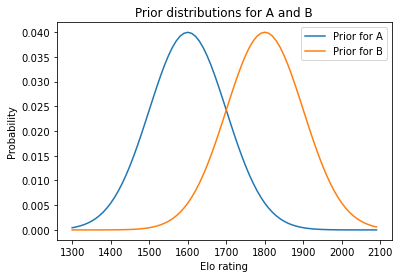 Prior distributions for A and B
Prior for A
Prior for B
Probability
0.040
0.035
0.030
0.025
0.020
0.015
0.010
0.005
0.000
1300 1400 1500 1600 1700 1800 1900 2000 2100
Elo rating